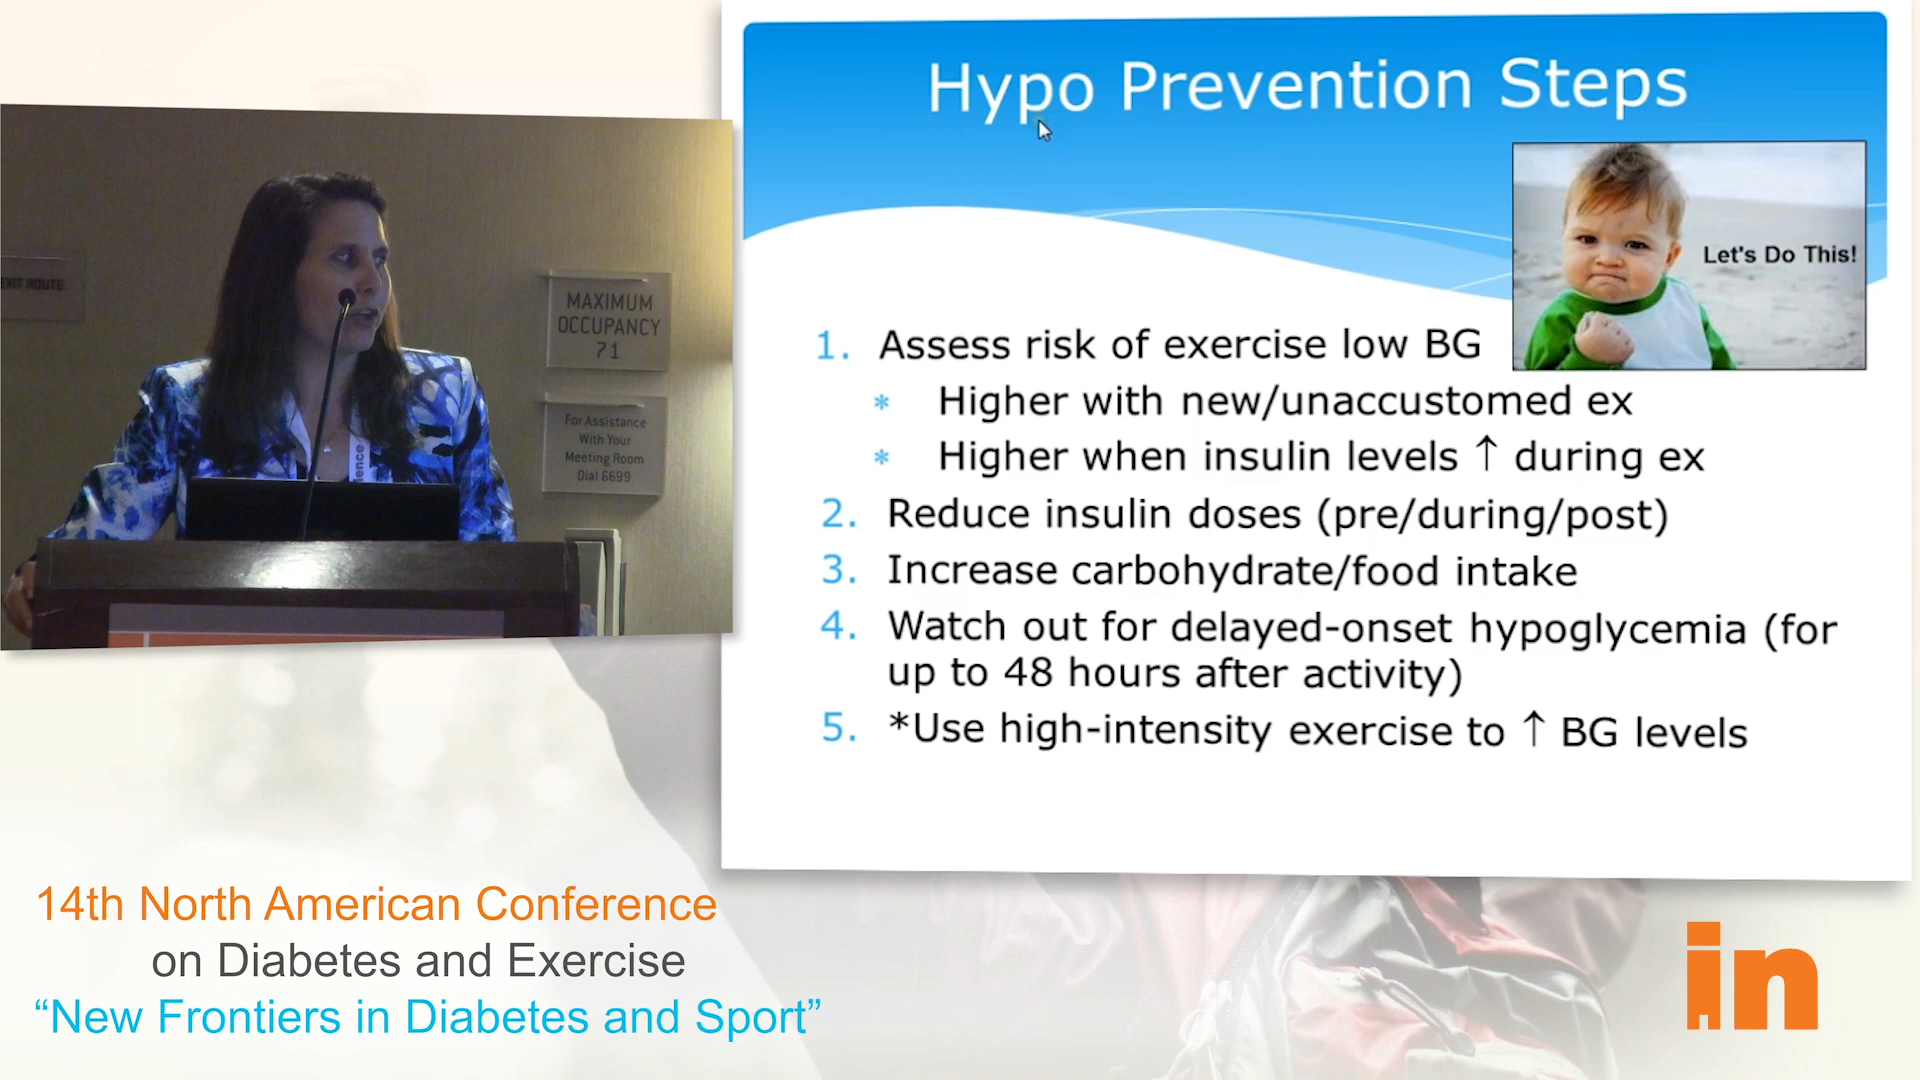 Hypo Prevention Steps
Let's Do This!
1. Assess risk of exercise low BG
* Higher with new/unaccustomed ex
* Higher when insulin levels ↑ during ex
2. Reduce insulin doses (pre/during/post)
3. Increase carbohydrate/food intake
4. Watch out for delayed-onset hypoglycemia (for
up to 48 hours after activity)
5. *Use high-intensity exercise to ↑ BG levels
EXIT ROUTE
MAXIMUM
OCCUPANCY
71
For Assistance
With Your
Meeting Room
Dial 6699
14th North American Conference
on Diabetes and Exercise
“New Frontiers in Diabetes and Sport”
in